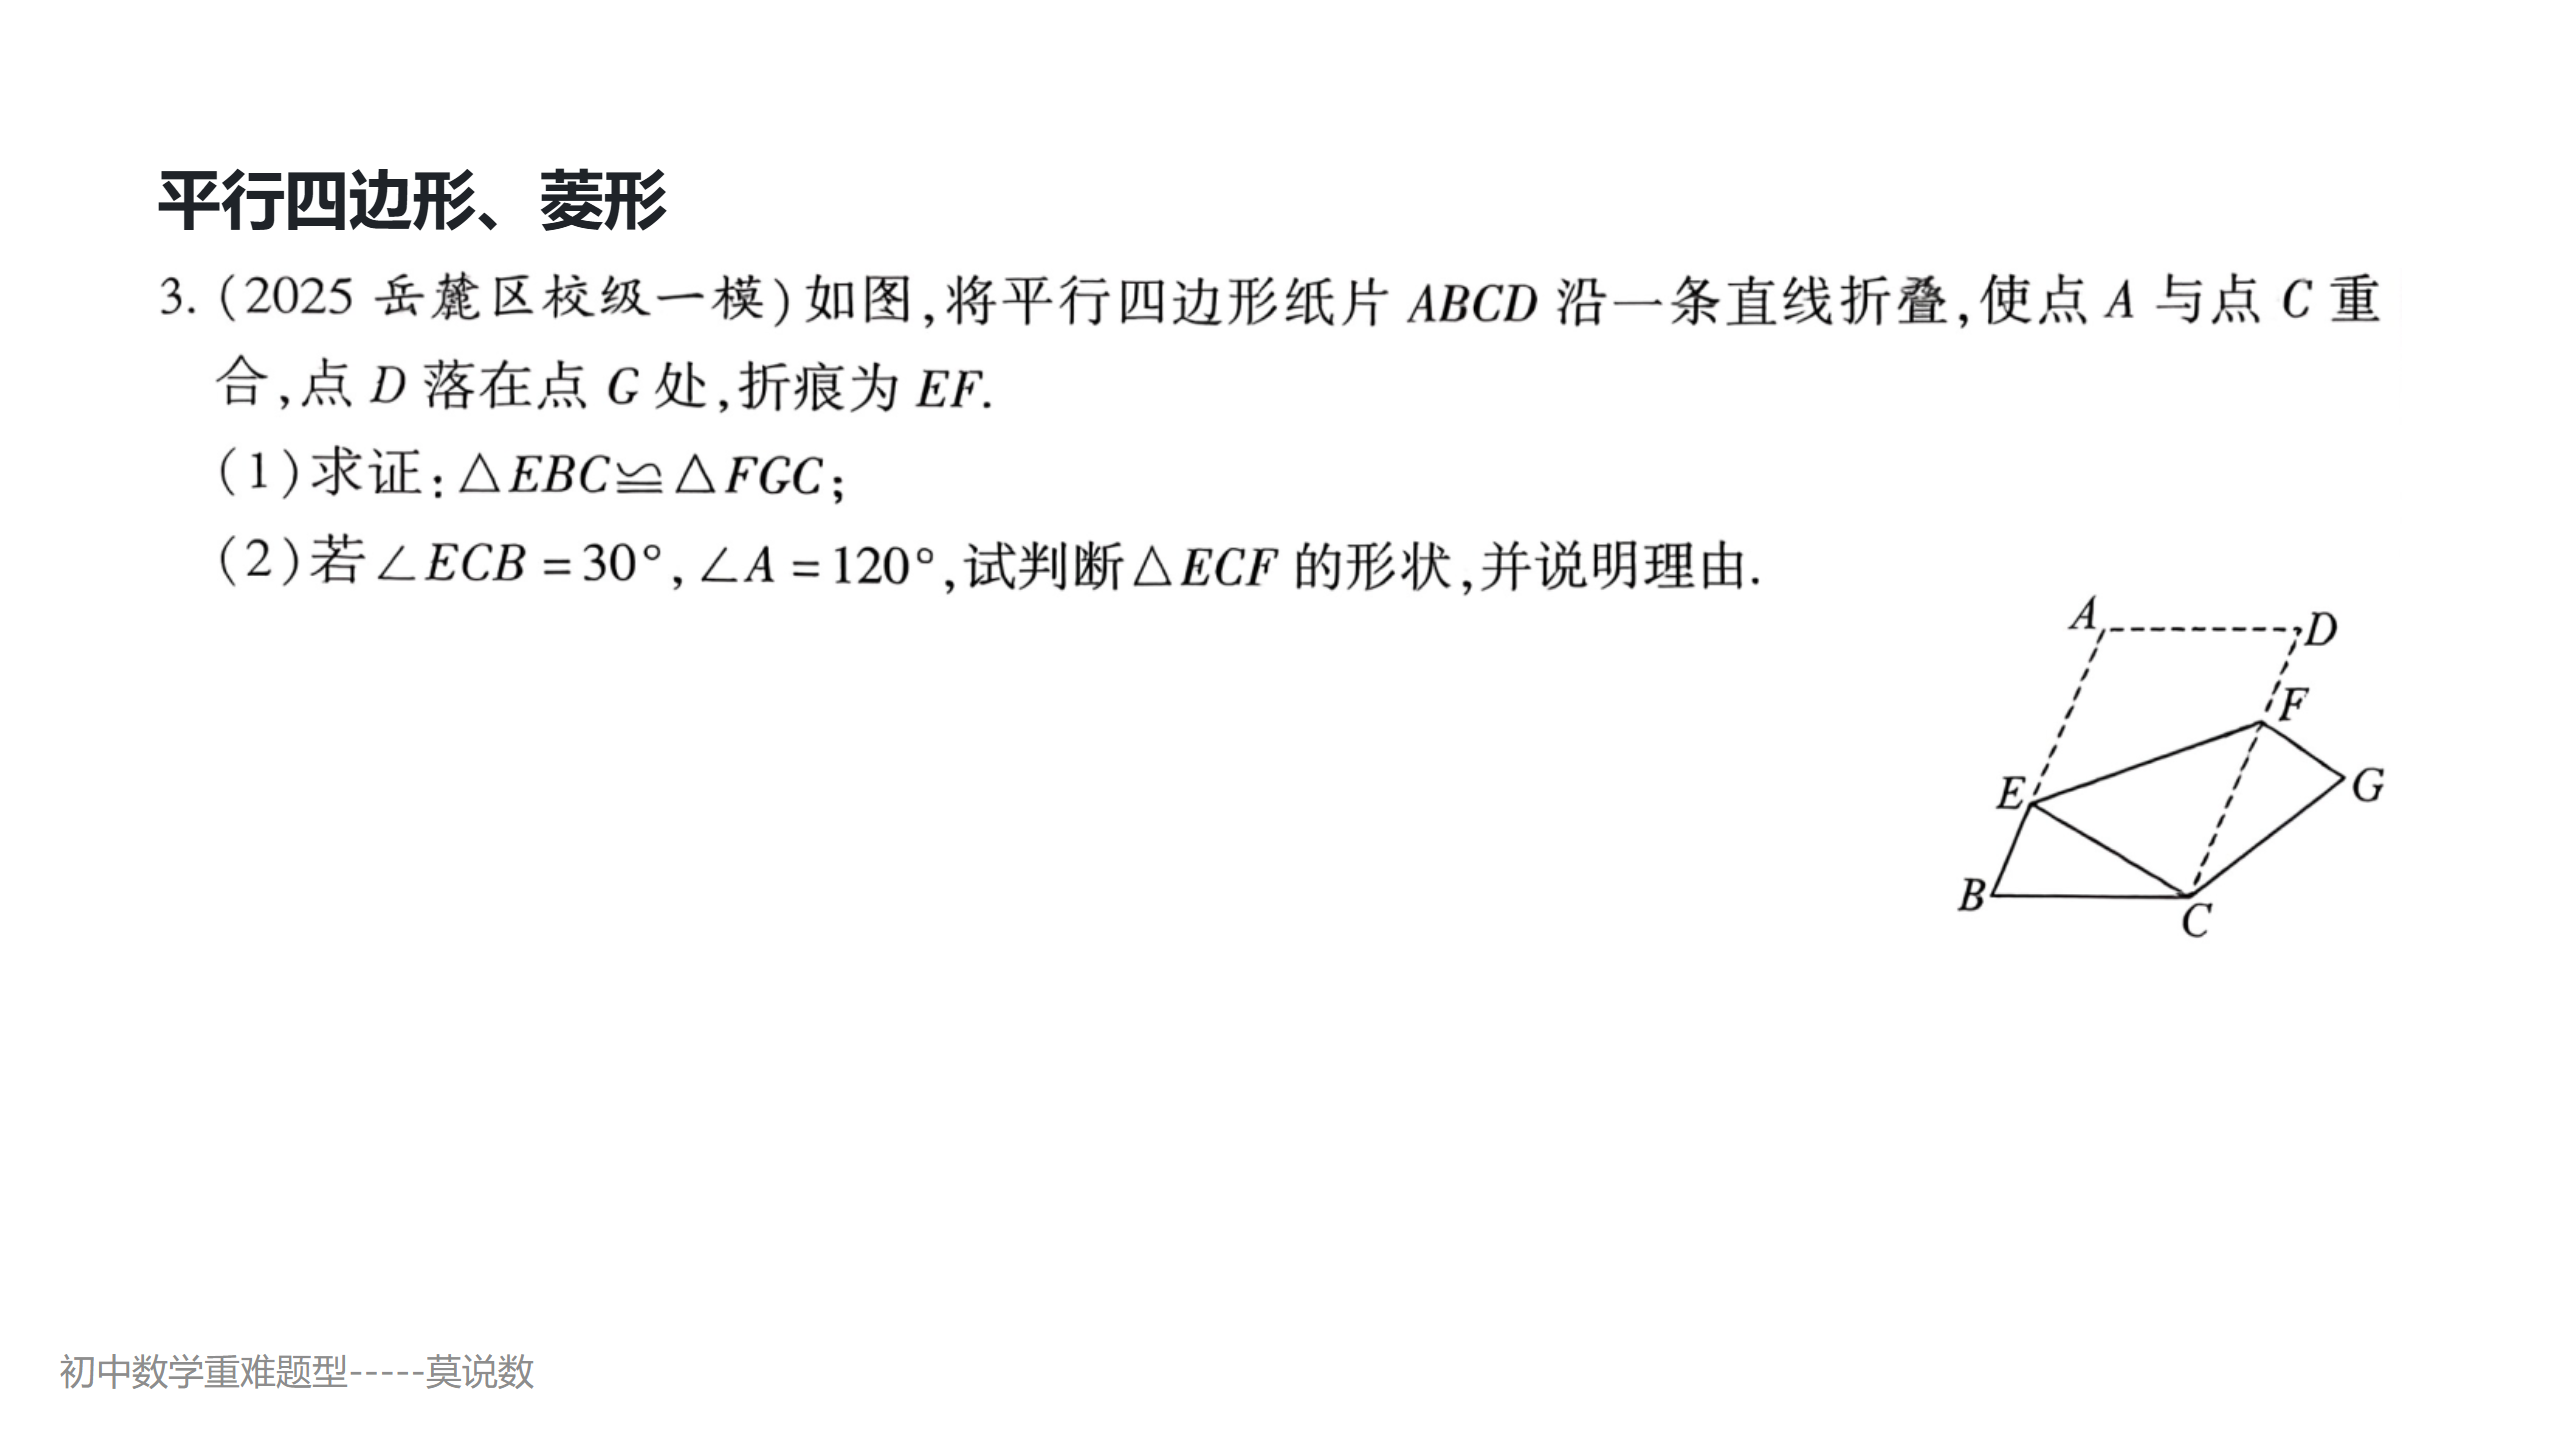 平行四边形、菱形
3. (2025 岳麓区校级一模)如图,将平行四边形纸片 ABCD 沿一条直线折叠,使点 A 与点 C 重
合,点 D 落在点 G 处,折痕为 EF.
(1)求证:△EBC≌△FGC;
(2)若∠ECB=30°,∠A=120°,试判断△ECF 的形状,并说明理由.
A
D
F
E
G
B
C
初中数学重难题型-----莫说数